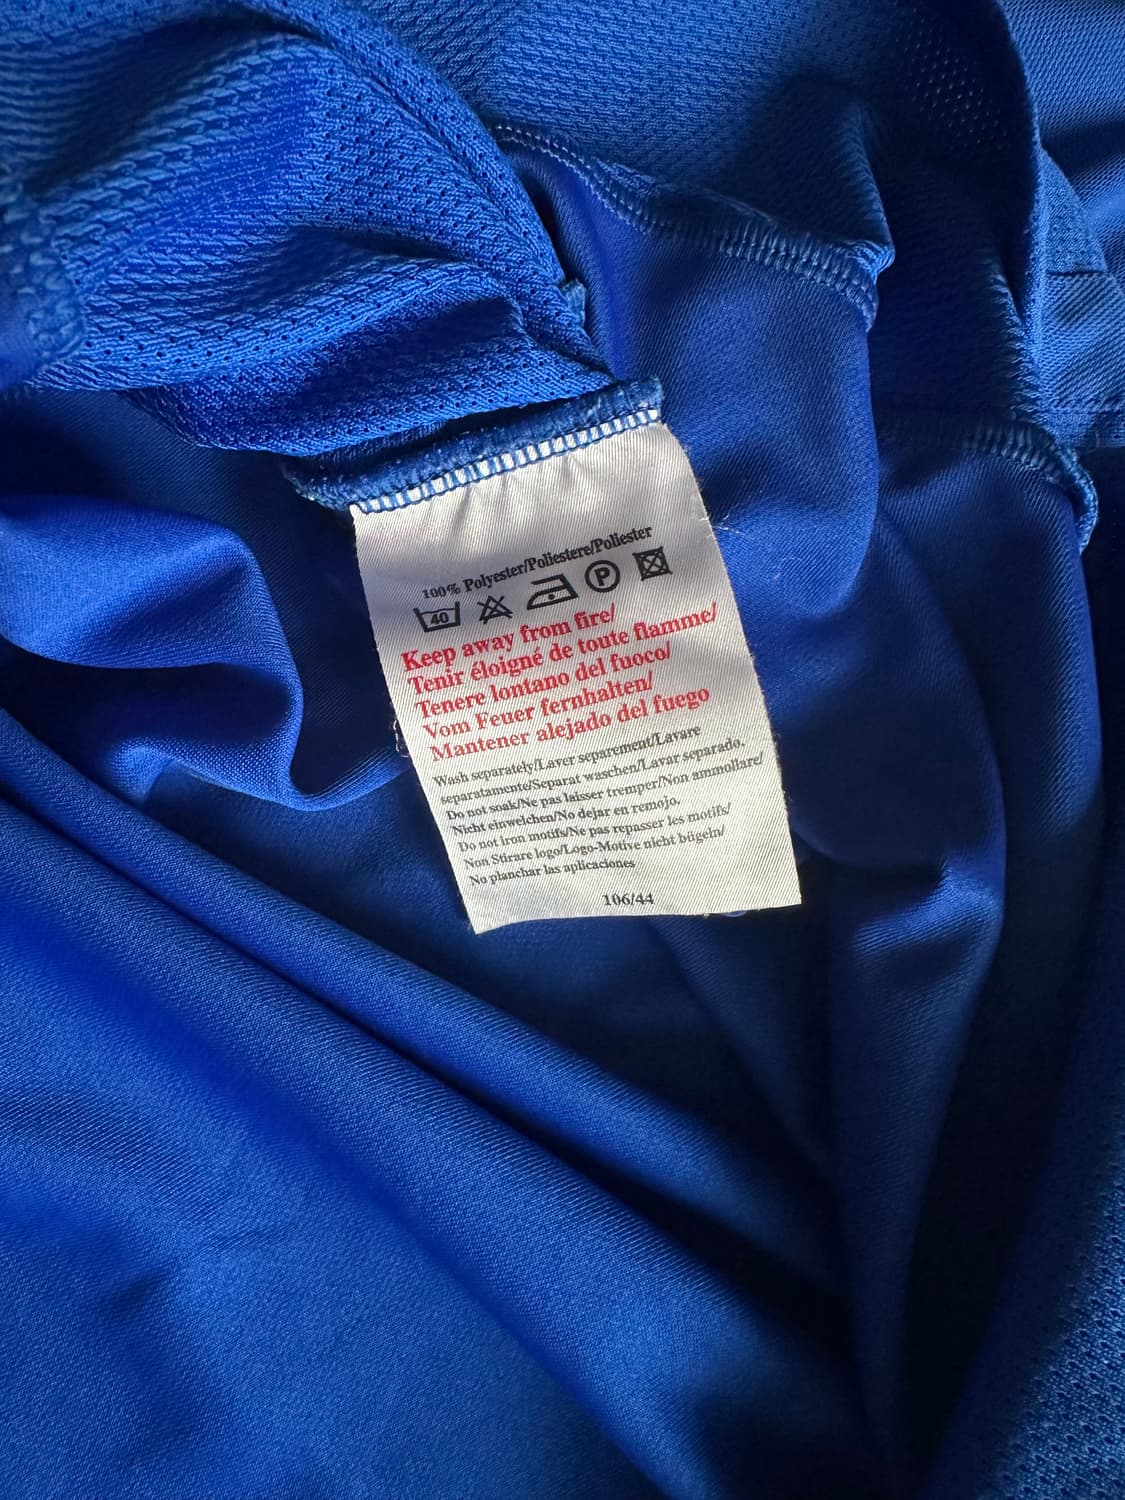 100% Polyester/Poliestere/Poliester
40 P
Keep away from fire/
Tenir éloigné de toute flamme/
Tenere lontano del fuoco/
Vom Feuer fernhalten/
Mantener alejado del fuego
Wash separately/Laver separement/Lavare
separatamente/Separat waschen/Lavar separado.
Do not soak/Ne pas laisser tremper/Non ammollare/
Nicht einweichen/No dejar en remojo.
Do not iron motifs/Ne pas repasser les motifs/
Non Stirare logo/Logo-Motive nicht bügeln/
No planchar las aplicaciones
106/44